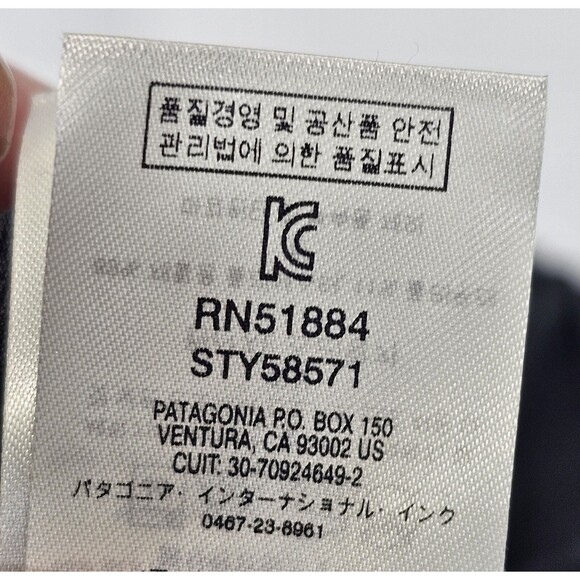 품질경영 및 공산품 안전
관리법에 의한 품질표시
KC
RN51884
STY58571
PATAGONIA P.O. BOX 150
VENTURA, CA 93002 US
CUIT: 30-70924649-2
パタゴニア・インターナショナル・インク
0467-23-8961